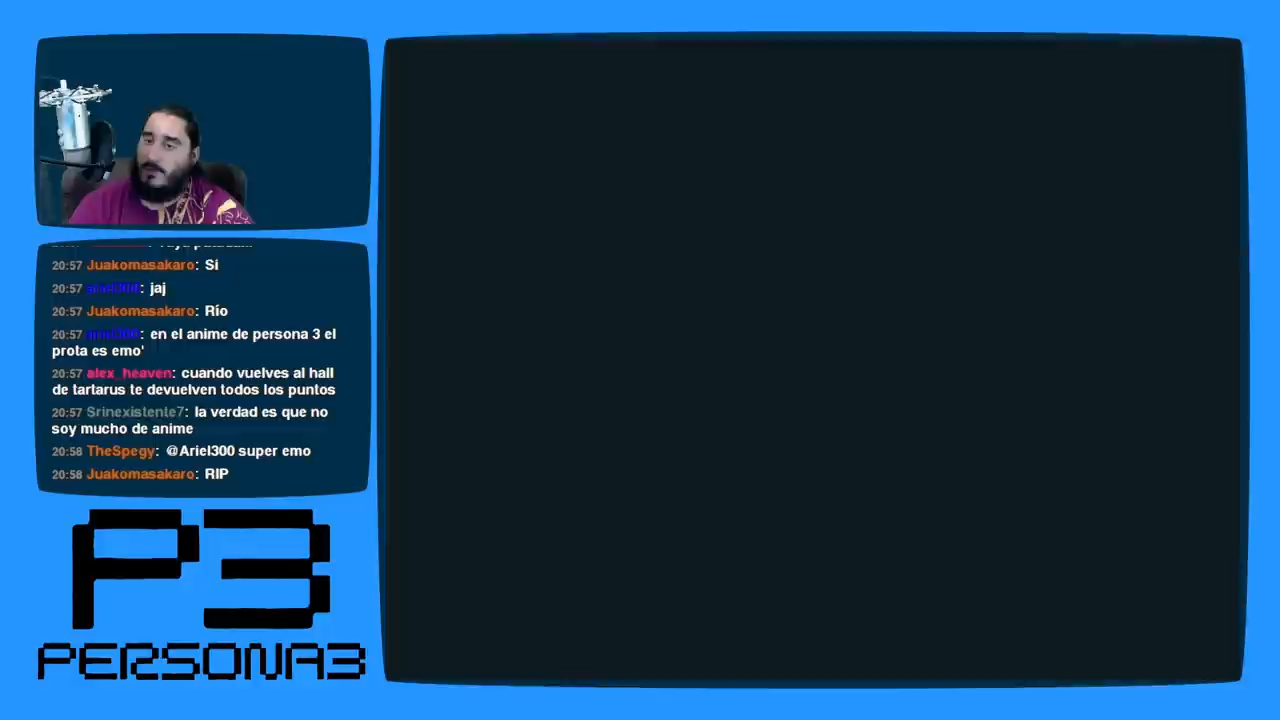 20:57 Juakomasakaro: Si
20:57 : jaj
20:57 Juakomasakaro: Río
20:57 : en el anime de persona 3 el
prota es emo'
20:57 alex_heaven: cuando vuelves al hall
de tartarus te devuelven todos los puntos
20:57 Srinexistente7: la verdad es que no
soy mucho de anime
20:58 TheSpegy: @Ariel300 super emo
20:58 Juakomasakaro: RIP
P3
PERSONA3